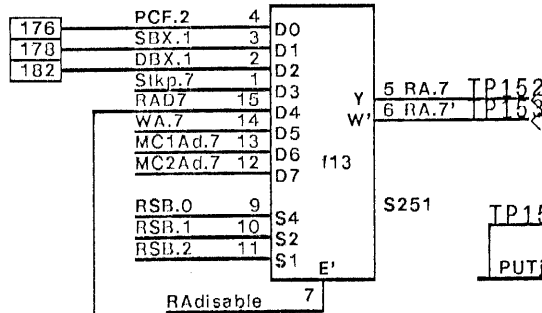 176 PCF.2 4 D0
178 SBX.1 3 D1
182 DBX.1 2 D2
Stkp.7 1 D3
RAD7 15 D4
WA.7 14 D5
MC1Ad.7 13 D6
MC2Ad.7 12 D7
Y 5 RA.7 TP152
W' 6 RA.7' TP153
f13
S251
RSB.0 9 S4
RSB.1 10 S2
RSB.2 11 S1
E'
RAdisable 7
TP15
PUT